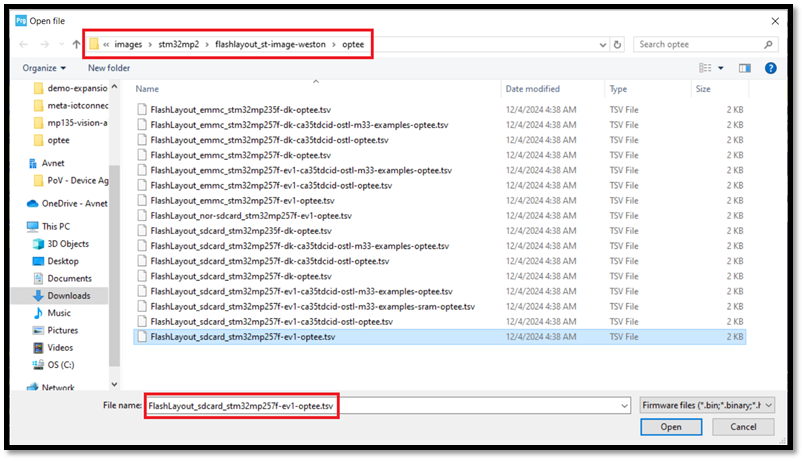 Prg Open file
« images > stm32mp2 > flashlayout_st-image-weston > optee
Search optee
Organize
New folder
Name
Date modified
Type
Size
demo-expansio
meta-iotconnec
mp135-vision-a
optee
Avnet
PoV - Device Ag
OneDrive - Avnet
This PC
3D Objects
Desktop
Documents
Downloads
Music
Pictures
Videos
OS (C:)
Network
FlashLayout_emmc_stm32mp235f-dk-optee.tsv 12/4/2024 4:38 AM TSV File 2 KB
FlashLayout_emmc_stm32mp257f-dk-ca35tdcid-ostl-m33-examples-optee.tsv 12/4/2024 4:38 AM TSV File 2 KB
FlashLayout_emmc_stm32mp257f-dk-ca35tdcid-ostl-optee.tsv 12/4/2024 4:38 AM TSV File 2 KB
FlashLayout_emmc_stm32mp257f-dk-optee.tsv 12/4/2024 4:38 AM TSV File 2 KB
FlashLayout_emmc_stm32mp257f-ev1-ca35tdcid-ostl-m33-examples-optee.tsv 12/4/2024 4:38 AM TSV File 2 KB
FlashLayout_emmc_stm32mp257f-ev1-ca35tdcid-ostl-optee.tsv 12/4/2024 4:38 AM TSV File 2 KB
FlashLayout_emmc_stm32mp257f-ev1-optee.tsv 12/4/2024 4:38 AM TSV File 2 KB
FlashLayout_nor-sdcard_stm32mp257f-ev1-optee.tsv 12/4/2024 4:38 AM TSV File 2 KB
FlashLayout_sdcard_stm32mp235f-dk-optee.tsv 12/4/2024 4:38 AM TSV File 2 KB
FlashLayout_sdcard_stm32mp257f-dk-ca35tdcid-ostl-m33-examples-optee.tsv 12/4/2024 4:38 AM TSV File 2 KB
FlashLayout_sdcard_stm32mp257f-dk-ca35tdcid-ostl-optee.tsv 12/4/2024 4:38 AM TSV File 2 KB
FlashLayout_sdcard_stm32mp257f-dk-optee.tsv 12/4/2024 4:38 AM TSV File 2 KB
FlashLayout_sdcard_stm32mp257f-ev1-ca35tdcid-ostl-m33-examples-optee.tsv 12/4/2024 4:38 AM TSV File 2 KB
FlashLayout_sdcard_stm32mp257f-ev1-ca35tdcid-ostl-m33-examples-sram-optee.tsv 12/4/2024 4:38 AM TSV File 2 KB
FlashLayout_sdcard_stm32mp257f-ev1-ca35tdcid-ostl-optee.tsv 12/4/2024 4:38 AM TSV File 2 KB
FlashLayout_sdcard_stm32mp257f-ev1-optee.tsv 12/4/2024 4:38 AM TSV File 2 KB
File name: FlashLayout_sdcard_stm32mp257f-ev1-optee.tsv
Firmware files (*.bin;*.binary;*.h
Open
Cancel